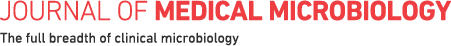 JOURNAL OF MEDICAL MICROBIOLOGY
The full breadth of clinical microbiology